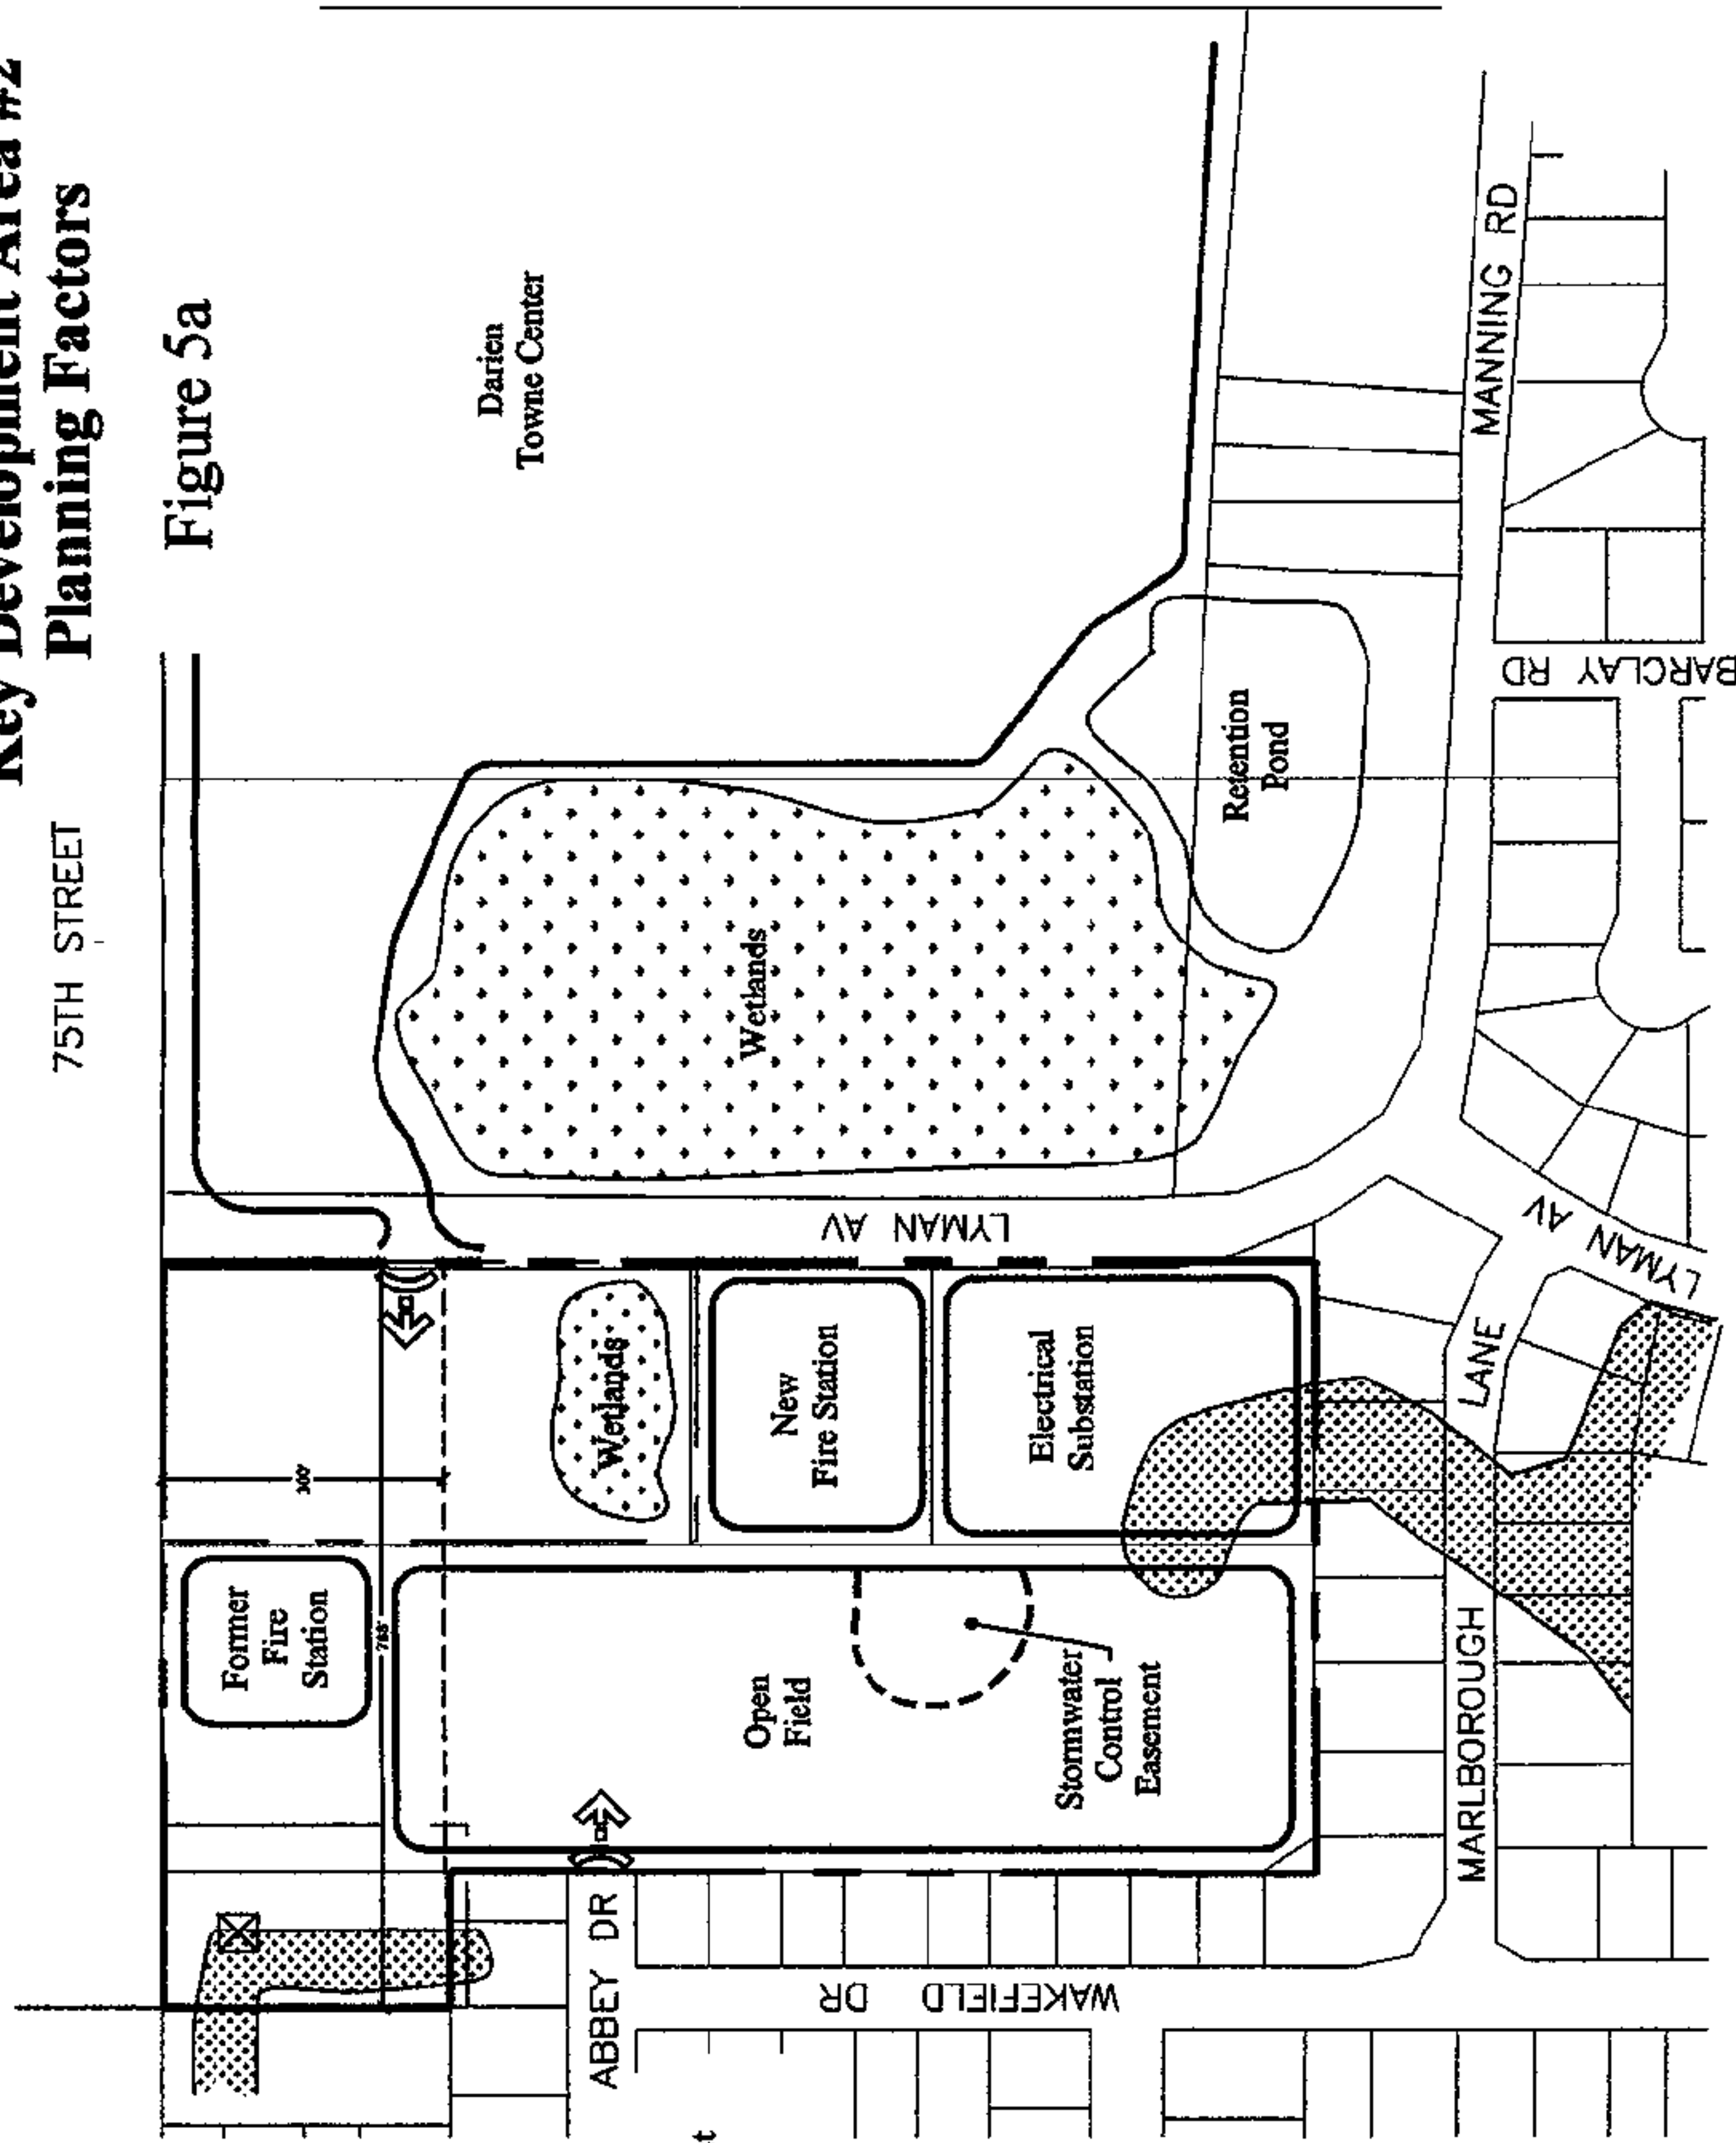 Key Development Area #2
Planning Factors
Figure 5a
75TH STREET
Darien
Towne Center
Former
Fire
Station
300'
Wetlands
Wetlands
New
Fire Station
Electrical
Substation
Open
Field
Stormwater
Control
Easement
Retention
Pond
LYMAN AV
LYMAN AV
ABBEY DR
WAKEFIELD DR
MARLBOROUGH LANE
MANNING RD
BARCLAY RD